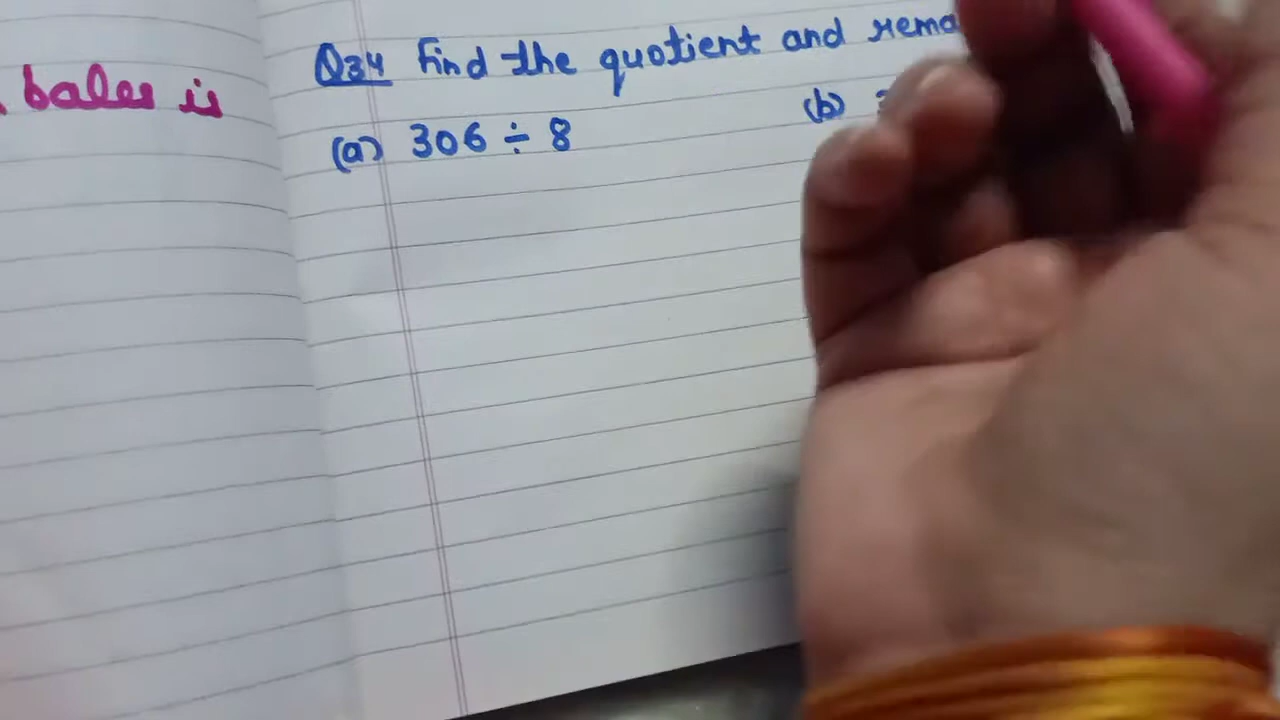 bales is
Q34 Find the quotient and rema
(a) 306 ÷ 8
(b)